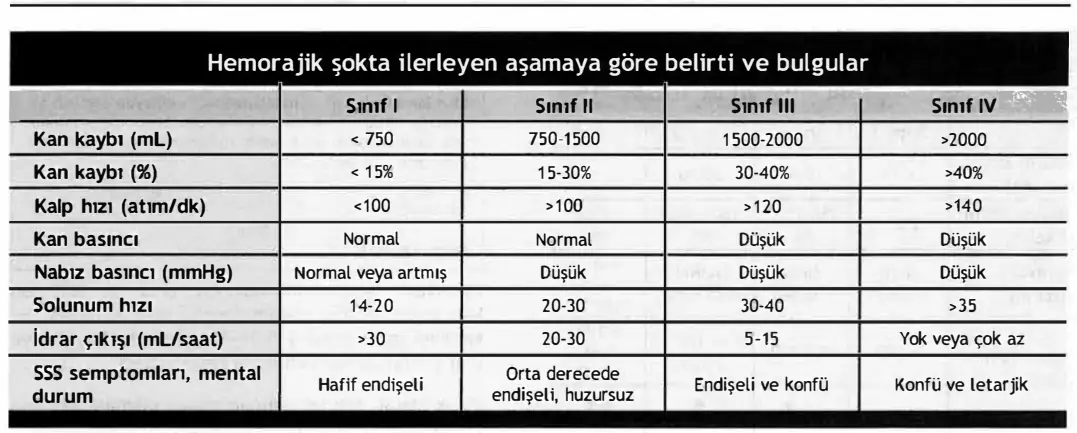 Hemorajik şokta ilerleyen aşamaya göre belirti ve bulgular
Sınıf I Sınıf II Sınıf III Sınıf IV
Kan kaybı (mL) < 750 750-1500 1500-2000 >2000
Kan kaybı (%) < 15% 15-30% 30-40% >40%
Kalp hızı (atım/dk) <100 >100 >120 >140
Kan basıncı Normal Normal Düşük Düşük
Nabız basıncı (mmHg) Normal veya artmış Düşük Düşük Düşük
Solunum hızı 14-20 20-30 30-40 >35
İdrar çıkışı (mL/saat) >30 20-30 5-15 Yok veya çok az
SSS semptomları, mental durum Hafif endişeli Orta derecede endişeli, huzursuz Endişeli ve konfü Konfü ve letarjik